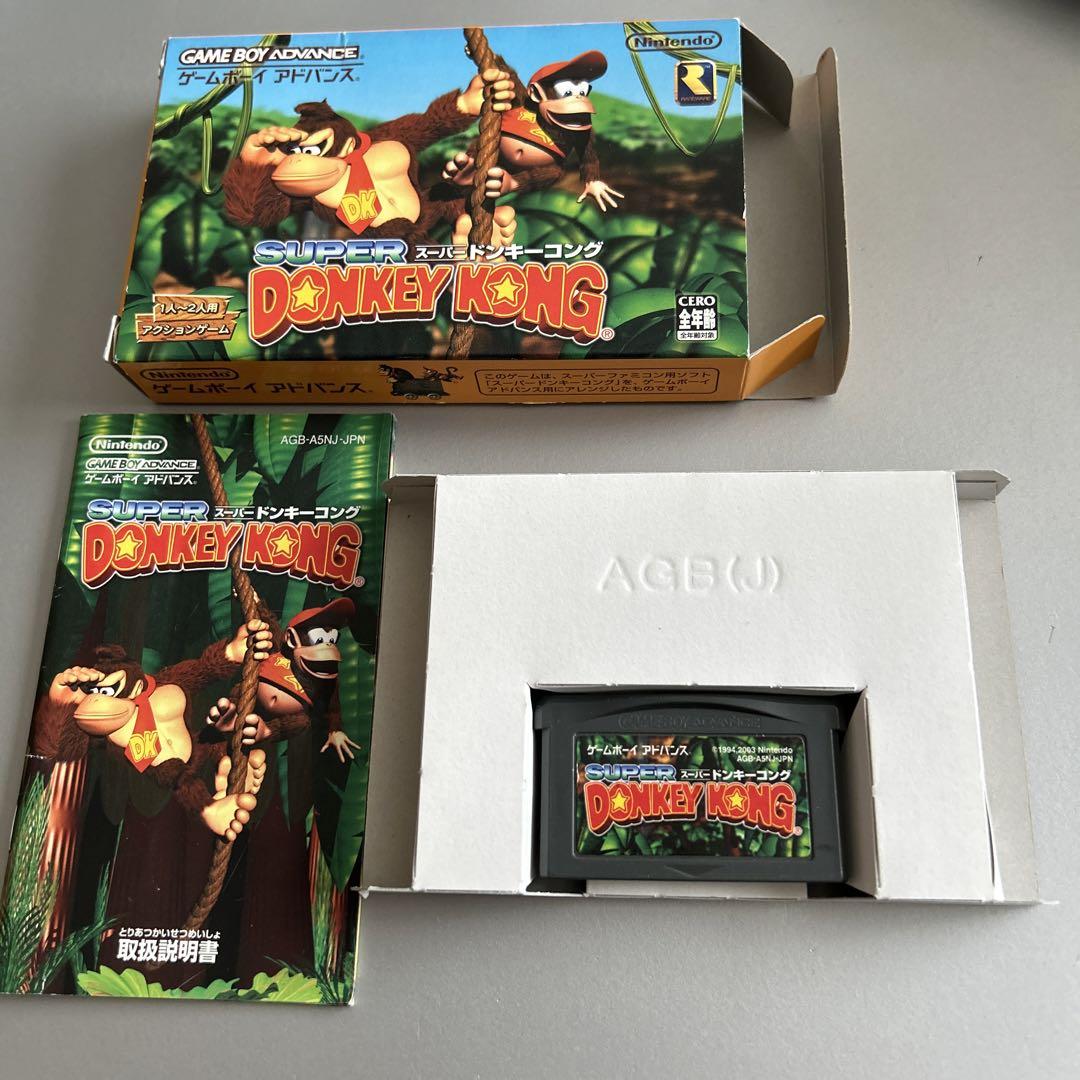 GAME BOY ADVANCE
ゲームボーイ アドバンス
Nintendo
R
RAREWARE
DK
SUPER スーパードンキーコング
DONKEY KONG®
1人～2人用
アクションゲーム
CERO
全年齢
全年齢対象
Nintendo
ゲームボーイ アドバンス
このゲームは、スーパーファミコン用ソフト
「スーパードンキーコング」を、ゲームボーイ
アドバンス用にアレンジしたものです。
Nintendo
AGB-A5NJ-JPN
GAME BOY ADVANCE
ゲームボーイ アドバンス
SUPER スーパードンキーコング
DONKEY KONG®
DK
とりあつかいせつめいしょ
取扱説明書
AGB(J)
GAME BOY ADVANCE
ゲームボーイ アドバンス
©1994,2003 Nintendo
AGB-A5NJ-JPN
SUPER スーパードンキーコング
DONKEY KONG®